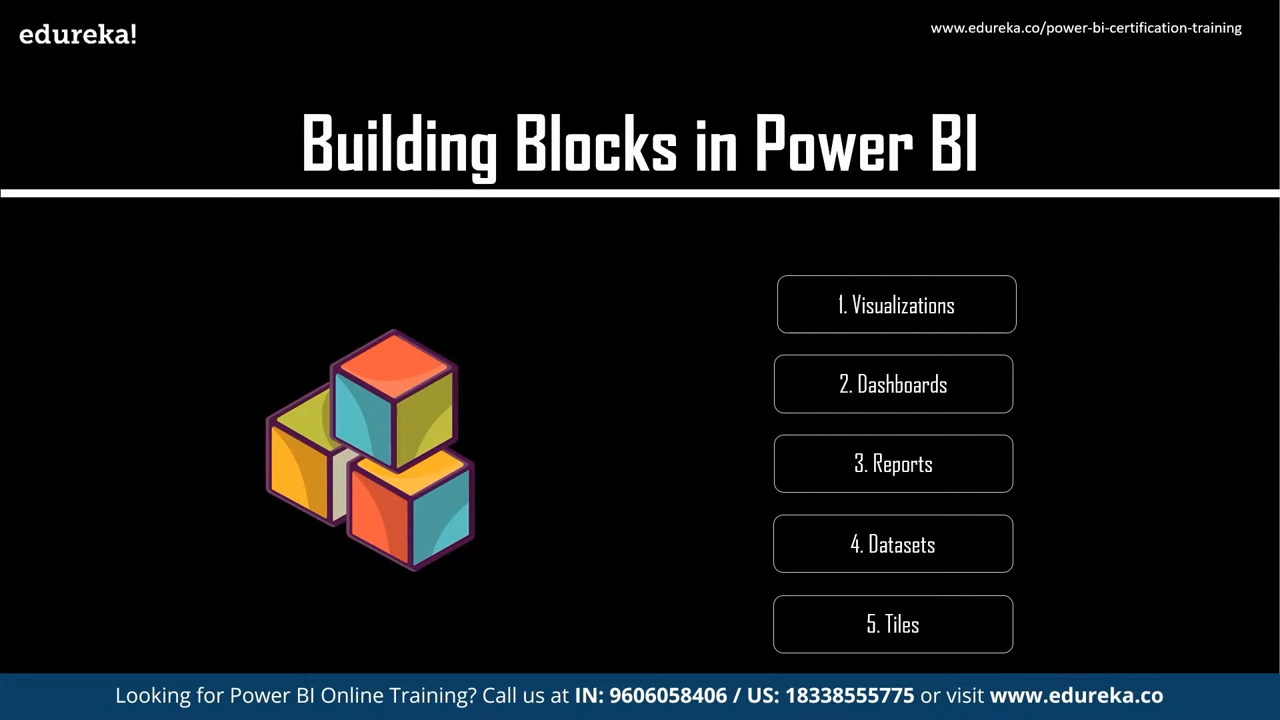 edureka!
www.edureka.co/power-bi-certification-training
Building Blocks in Power BI
1. Visualizations
2. Dashboards
3. Reports
4. Datasets
5. Tiles
Looking for Power BI Online Training? Call us at IN: 9606058406 / US: 18338555775 or visit www.edureka.co